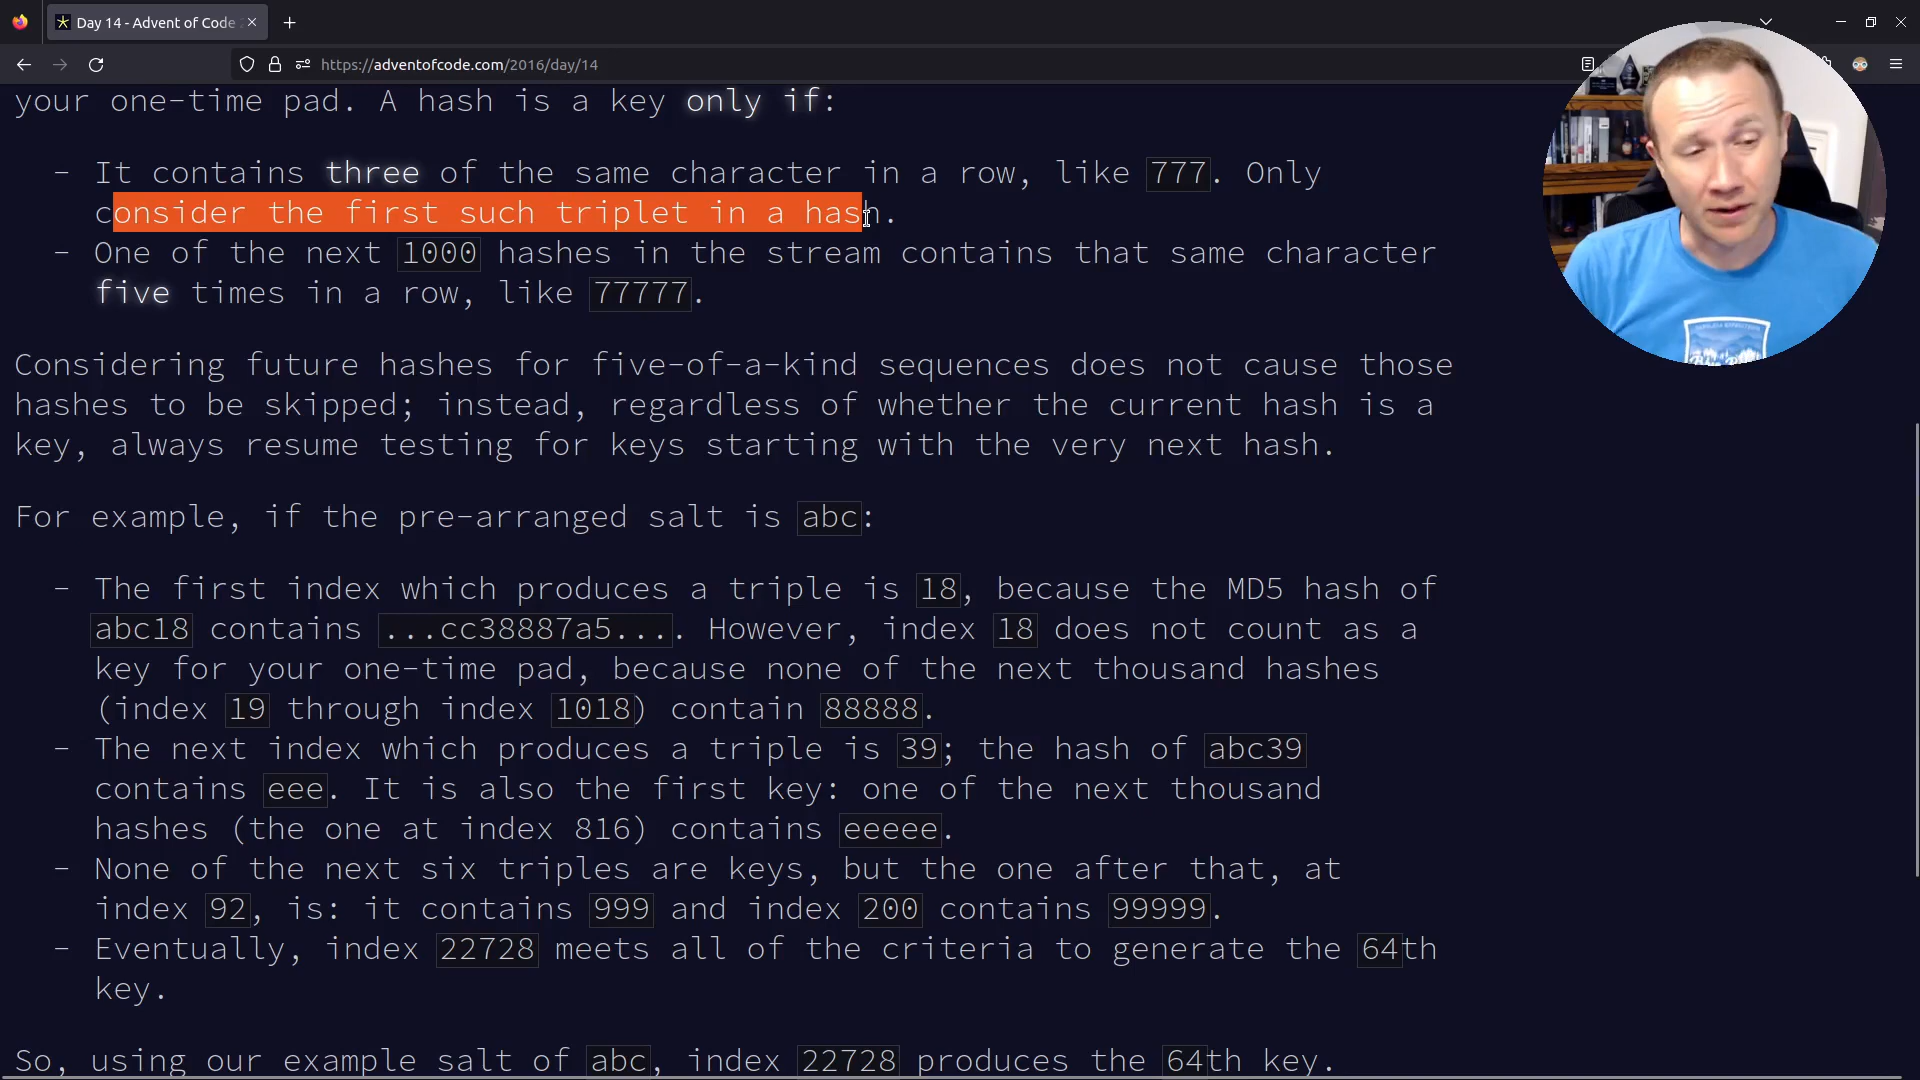 Day 14 - Advent of Code
https://adventofcode.com/2016/day/14
your one-time pad. A hash is a key only if:
- It contains three of the same character in a row, like 777. Only
consider the first such triplet in a hash.
- One of the next 1000 hashes in the stream contains that same character
five times in a row, like 77777.
Considering future hashes for five-of-a-kind sequences does not cause those
hashes to be skipped; instead, regardless of whether the current hash is a
key, always resume testing for keys starting with the very next hash.
For example, if the pre-arranged salt is abc:
- The first index which produces a triple is 18, because the MD5 hash of
abc18 contains ...cc38887a5.... However, index 18 does not count as a
key for your one-time pad, because none of the next thousand hashes
(index 19 through index 1018) contain 88888.
- The next index which produces a triple is 39; the hash of abc39
contains eee. It is also the first key: one of the next thousand
hashes (the one at index 816) contains eeeee.
- None of the next six triples are keys, but the one after that, at
index 92, is: it contains 999 and index 200 contains 99999.
- Eventually, index 22728 meets all of the criteria to generate the 64th
key.
So, using our example salt of abc, index 22728 produces the 64th key.